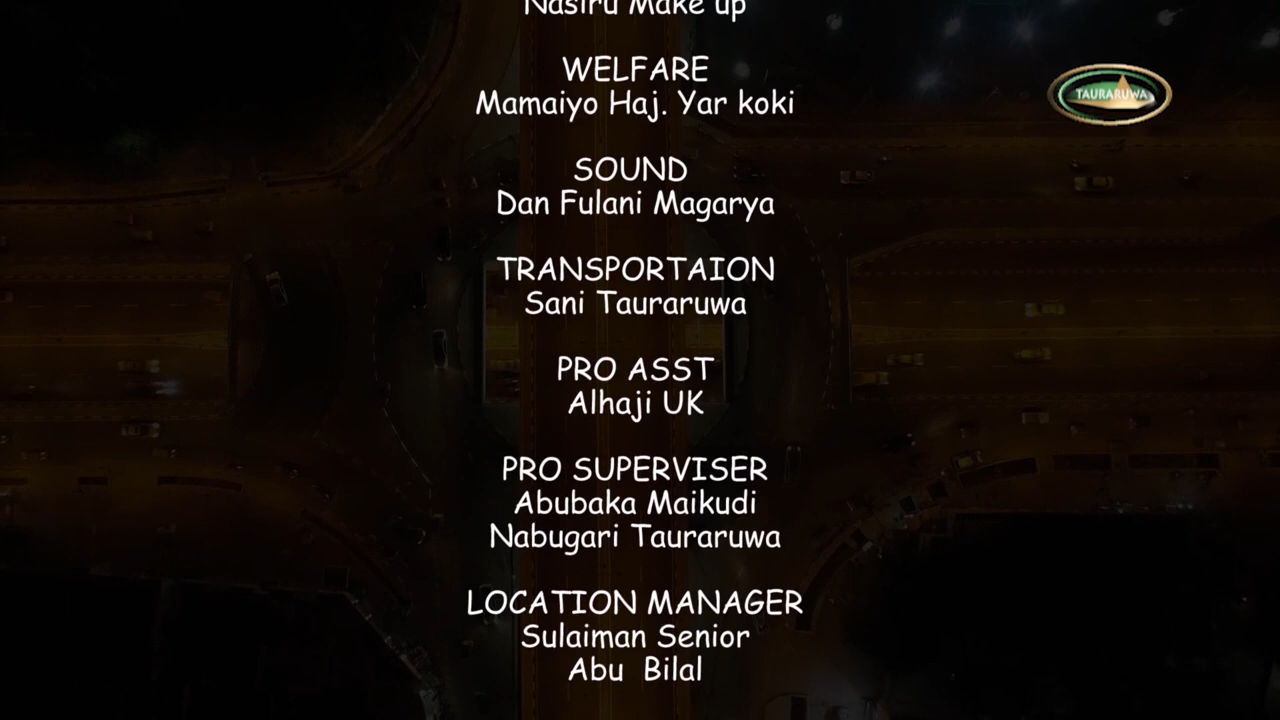 Nasiru Make up
WELFARE
Mamaiyo Haj. Yar koki
TAURARUWA
SOUND
Dan Fulani Magarya
TRANSPORTAION
Sani Tauraruwa
PRO ASST
Alhaji UK
PRO SUPERVISER
Abubaka Maikudi
Nabugari Tauraruwa
LOCATION MANAGER
Sulaiman Senior
Abu  Bilal